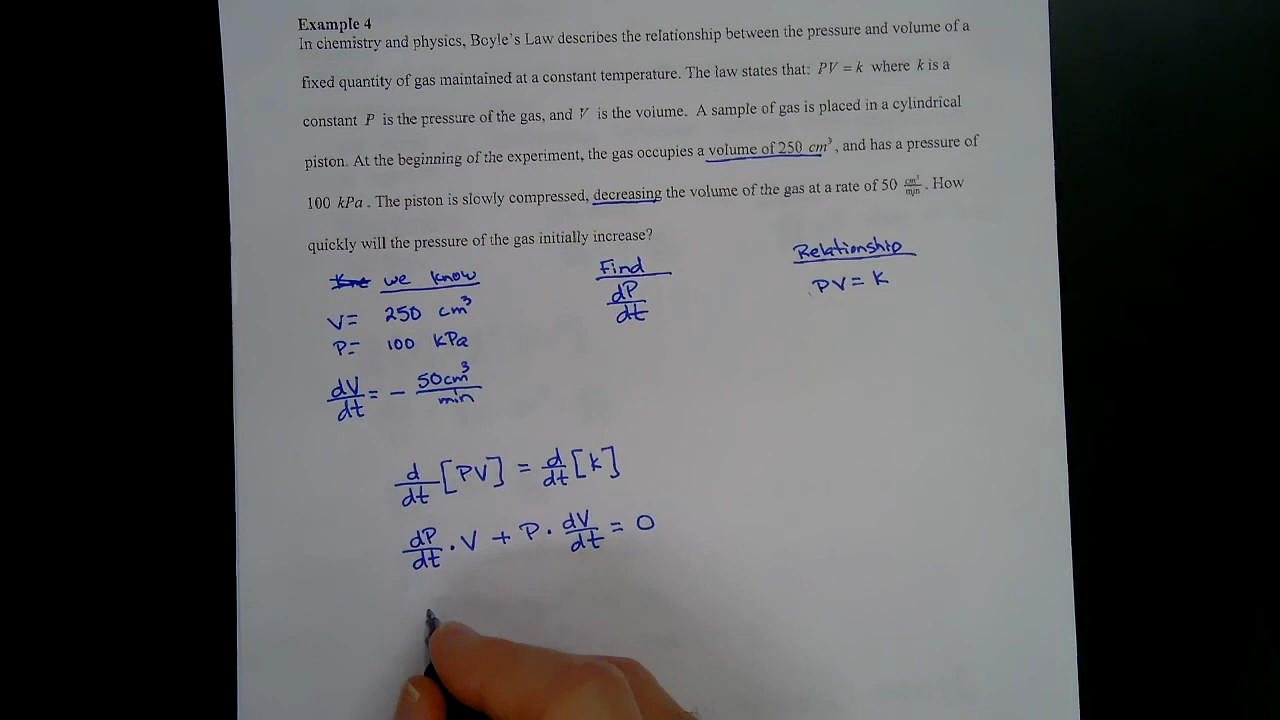 Example 4
In chemistry and physics, Boyle's Law describes the relationship between the pressure and volume of a
fixed quantity of gas maintained at a constant temperature. The law states that: PV = k where k is a
constant P is the pressure of the gas, and V is the volume. A sample of gas is placed in a cylindrical
piston. At the beginning of the experiment, the gas occupies a volume of 250 cm³, and has a pressure of
100 kPa. The piston is slowly compressed, decreasing the volume of the gas at a rate of 50 cm³/min. How
quickly will the pressure of the gas initially increase?
we know
V= 250 cm³
P= 100 kPa
dV/dt = - 50cm³/min
Find
dP/dt
Relationship
PV = K
d/dt [PV] = d/dt [K]
dP/dt · V + P · dV/dt = 0